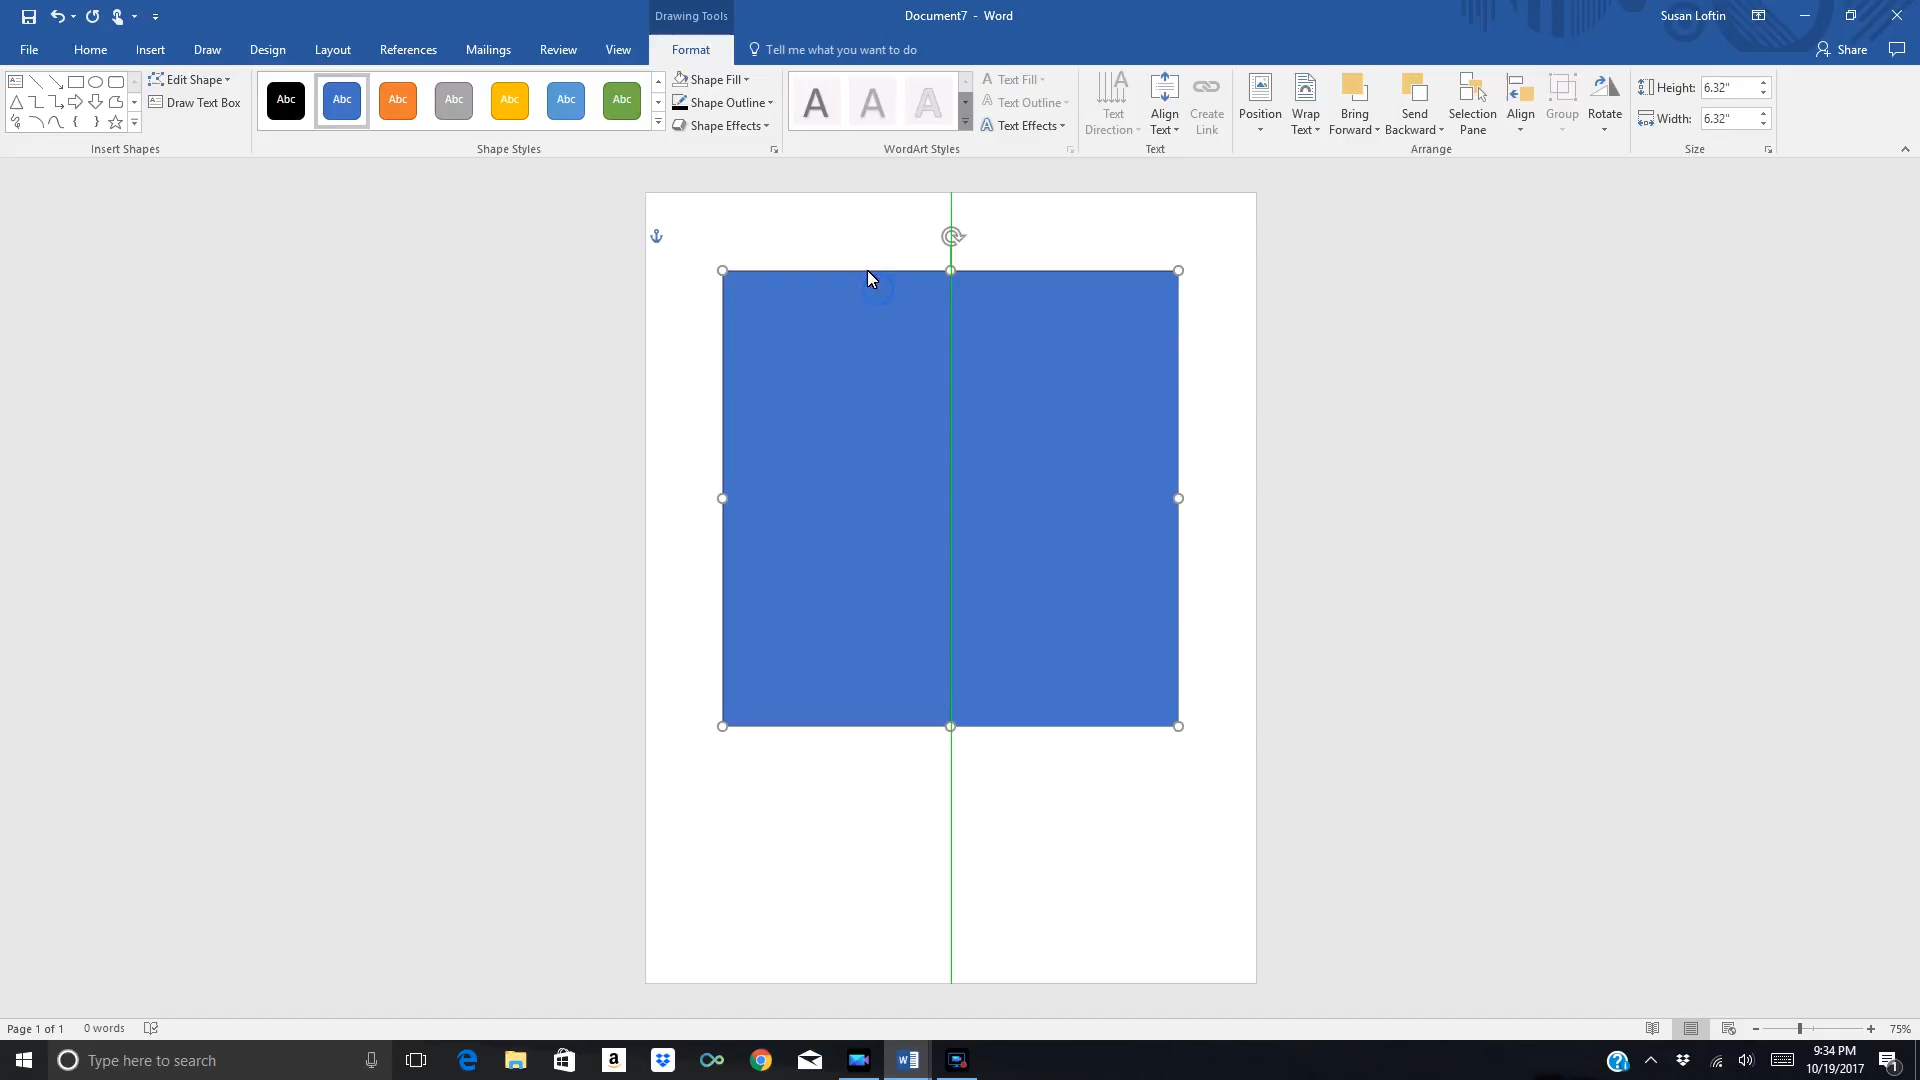 Drawing Tools
Document7 - Word
Susan Loftin
File Home Insert Draw Design Layout References Mailings Review View Format Tell me what you want to do
Share
Edit Shape
Draw Text Box
Insert Shapes
Abc Abc Abc Abc Abc Abc Abc
Shape Fill
Shape Outline
Shape Effects
Shape Styles
A A A
A Text Fill
A Text Outline
A Text Effects
WordArt Styles
Text Direction
Align Text
Create Link
Text
Position
Wrap Text
Bring Forward
Send Backward
Selection Pane
Align
Group
Rotate
Arrange
Height: 6.32"
Width: 6.32"
Size
Page 1 of 1 0 words
75%
Type here to search
9:34 PM
10/19/2017
1